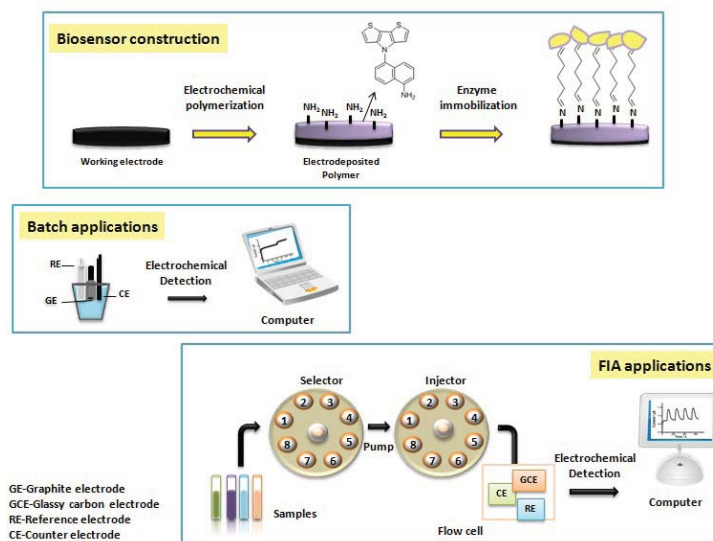 Biosensor construction
Electrochemical
polymerization
Enzyme
immobilization
S
S
N
NH2
NH2
NH2
NH2
NH2
N
N
N
N
N
Working electrode
Electrodeposited
Polymer
Batch applications
RE
GE
CE
Electrochemical
Detection
Computer
FIA applications
Selector
Injector
1
2
3
4
5
6
7
8
Pump
1
2
3
4
5
6
7
8
Samples
GCE
CE
RE
Flow cell
Electrochemical
Detection
Computer
GE-Graphite electrode
GCE-Glassy carbon electrode
RE-Reference electrode
CE-Counter electrode